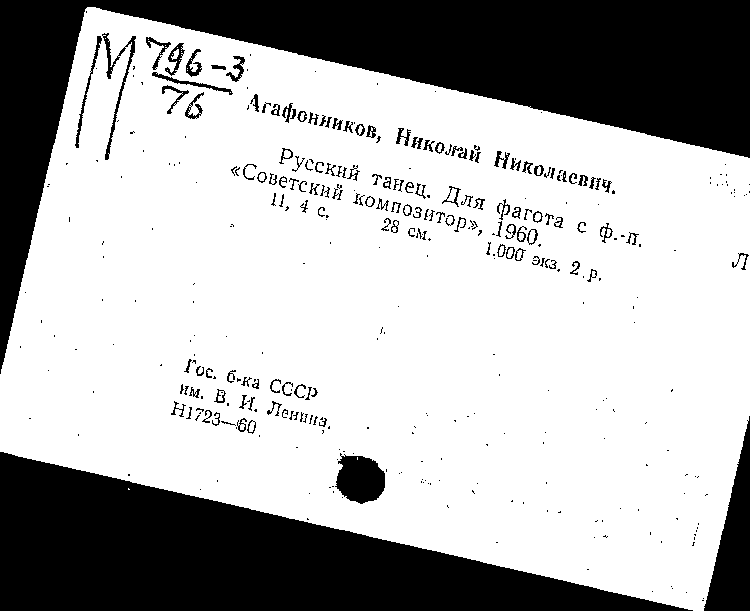 М 796-3
76
Агафонников, Николай Николаевич.
Русский танец. Для фагота с ф.-п. Л
«Советский композитор», 1960.
11, 4 с. 28 см. 1.000 экз. 2 р.
Гос. б-ка СССР
им. В. И. Ленина.
Н1723—60